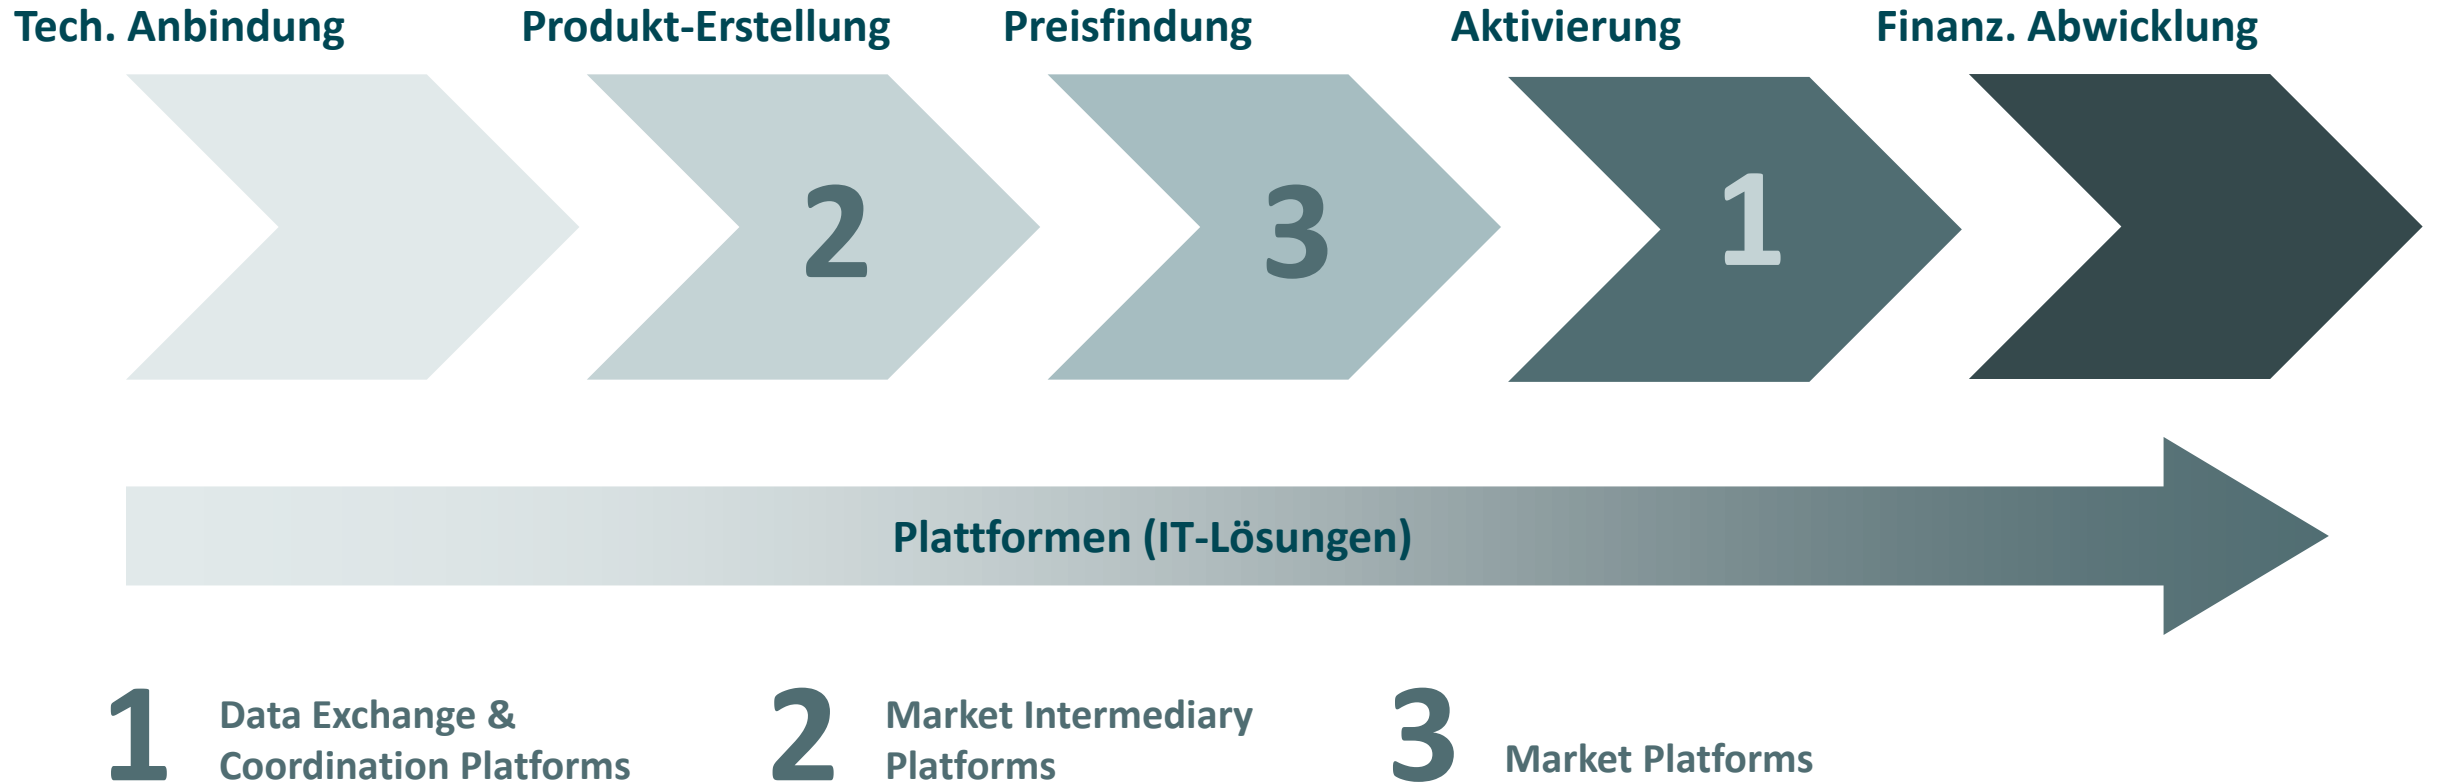 Tech. Anbindung
Produkt-Erstellung
Preisfindung
Aktivierung
Finanz. Abwicklung
2
3
1
Plattformen (IT-Lösungen)
1
Data Exchange &
Coordination Platforms
2
Market Intermediary
Platforms
3
Market Platforms